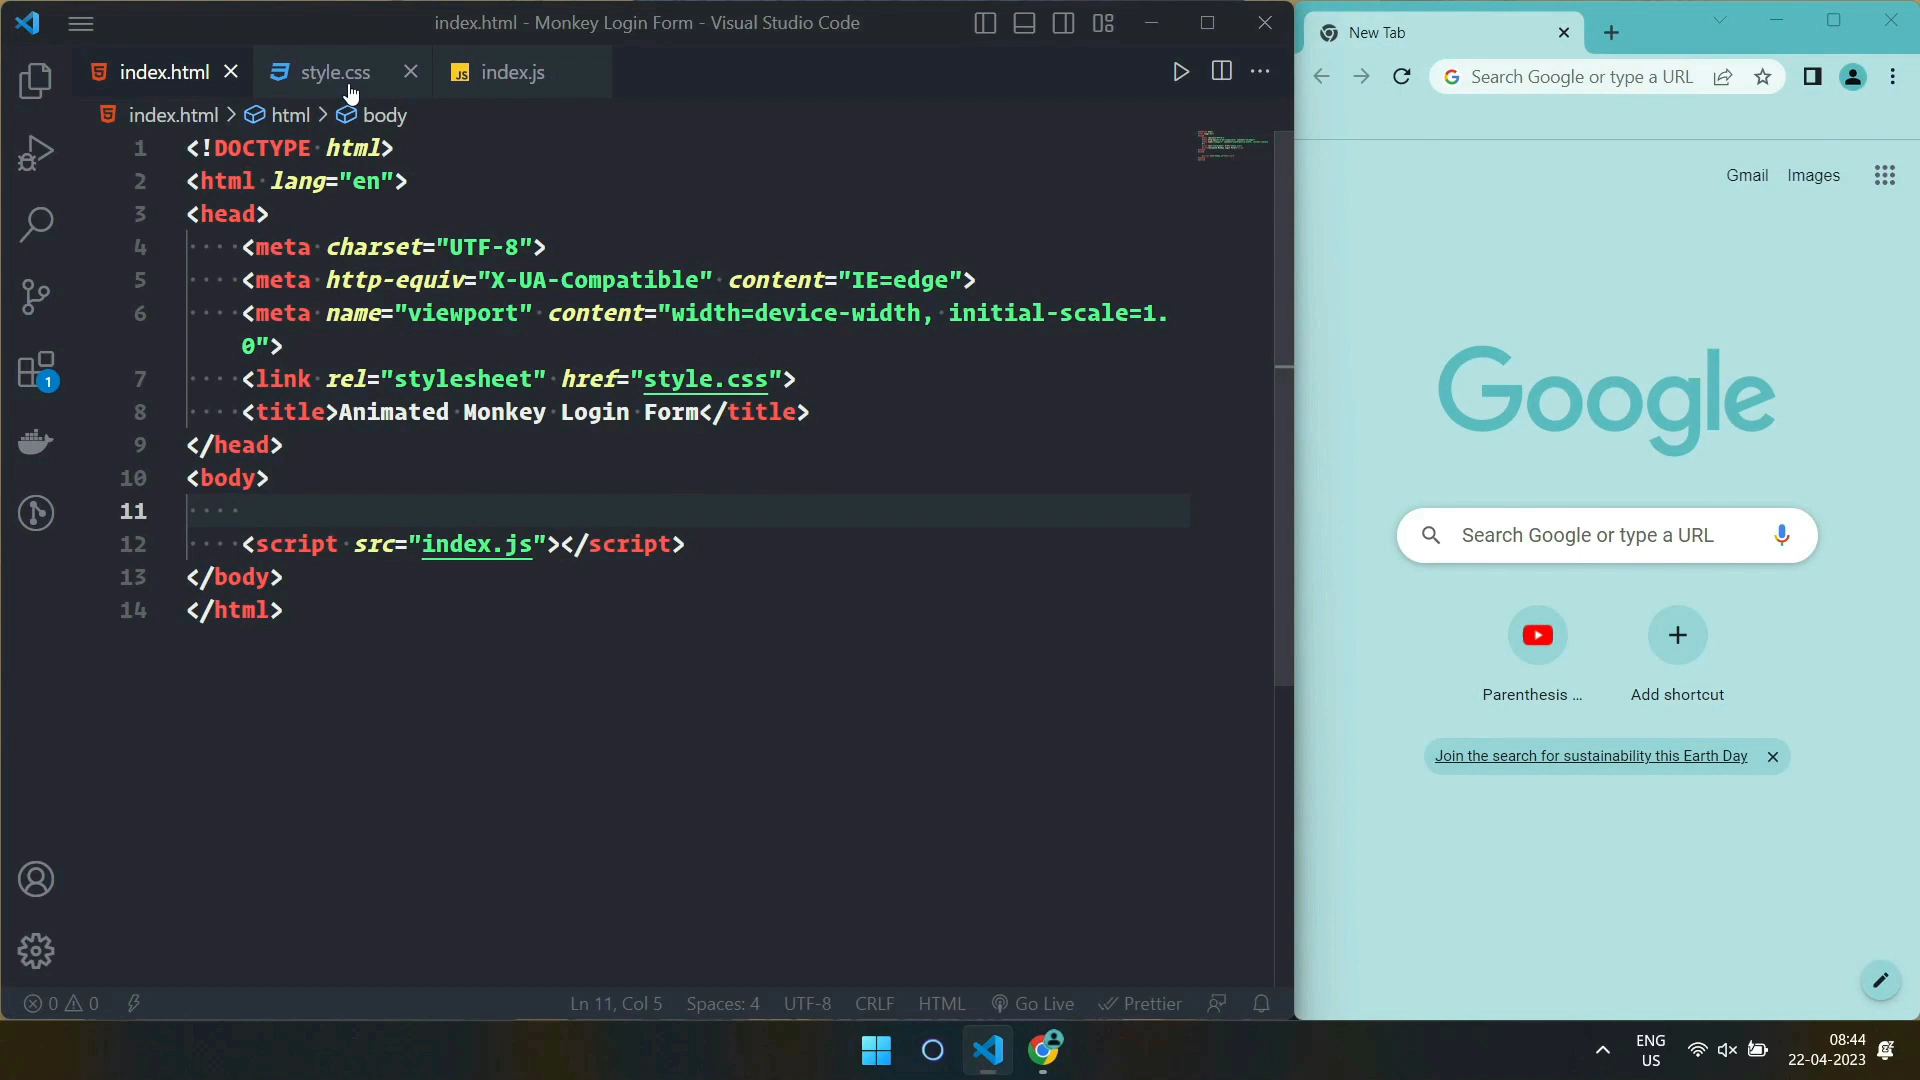 index.html - Monkey Login Form - Visual Studio Code
index.html
style.css
JS index.js
index.html > html > body
1 <!DOCTYPE html>
2 <html lang="en">
3 <head>
4 <meta charset="UTF-8">
5 <meta http-equiv="X-UA-Compatible" content="IE=edge">
6 <meta name="viewport" content="width=device-width, initial-scale=1.
0">
7 <link rel="stylesheet" href="style.css">
8 <title>Animated Monkey Login Form</title>
9 </head>
10 <body>
11
12 <script src="index.js"></script>
13 </body>
14 </html>
1
0 0
Ln 11, Col 5
Spaces: 4
UTF-8
CRLF
HTML
Go Live
Prettier
New Tab
Search Google or type a URL
Gmail
Images
Google
Search Google or type a URL
Parenthesis ...
Add shortcut
Join the search for sustainability this Earth Day
ENG
US
08:44
22-04-2023